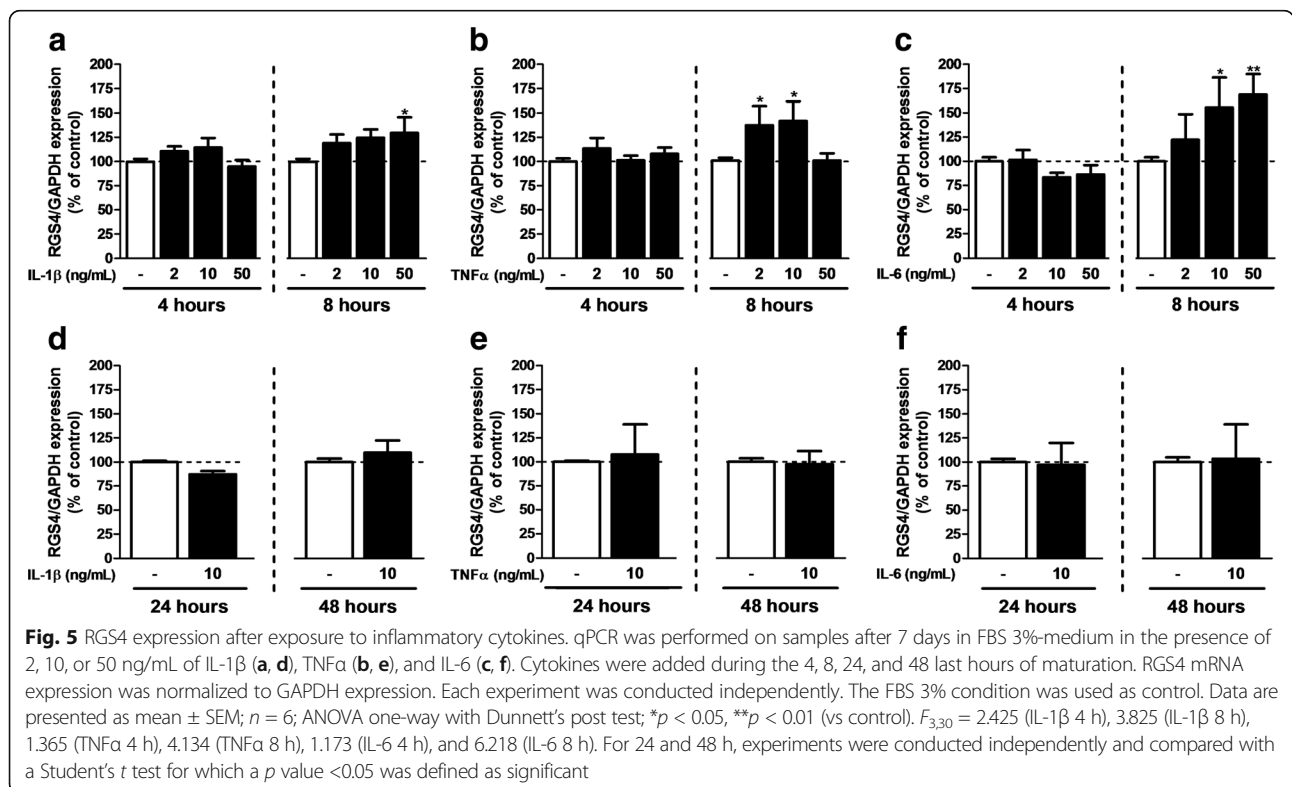 a
RGS4/GAPDH expression
(% of control)
200
175
150
125
100
75
50
25
0
*
IL-1β (ng/mL)
- 2 10 50 - 2 10 50
4 hours 8 hours
b
RGS4/GAPDH expression
(% of control)
200
175
150
125
100
75
50
25
0
* *
TNFα (ng/mL)
- 2 10 50 - 2 10 50
4 hours 8 hours
c
RGS4/GAPDH expression
(% of control)
200
175
150
125
100
75
50
25
0
* **
IL-6 (ng/mL)
- 2 10 50 - 2 10 50
4 hours 8 hours
d
RGS4/GAPDH expression
(% of control)
200
175
150
125
100
75
50
25
0
IL-1β (ng/mL)
- 10 - 10
24 hours 48 hours
e
RGS4/GAPDH expression
(% of control)
200
175
150
125
100
75
50
25
0
TNFα (ng/mL)
- 10 - 10
24 hours 48 hours
f
RGS4/GAPDH expression
(% of control)
200
175
150
125
100
75
50
25
0
IL-6 (ng/mL)
- 10 - 10
24 hours 48 hours
Fig. 5 RGS4 expression after exposure to inflammatory cytokines. qPCR was performed on samples after 7 days in FBS 3%-medium in the presence of
2, 10, or 50 ng/mL of IL-1β (a, d), TNFα (b, e), and IL-6 (c, f). Cytokines were added during the 4, 8, 24, and 48 last hours of maturation. RGS4 mRNA
expression was normalized to GAPDH expression. Each experiment was conducted independently. The FBS 3% condition was used as control. Data are
presented as mean ± SEM; n = 6; ANOVA one-way with Dunnett's post test; *p < 0.05, **p < 0.01 (vs control). F3,30 = 2.425 (IL-1β 4 h), 3.825 (IL-1β 8 h),
1.365 (TNFα 4 h), 4.134 (TNFα 8 h), 1.173 (IL-6 4 h), and 6.218 (IL-6 8 h). For 24 and 48 h, experiments were conducted independently and compared with
a Student's t test for which a p value <0.05 was defined as significant